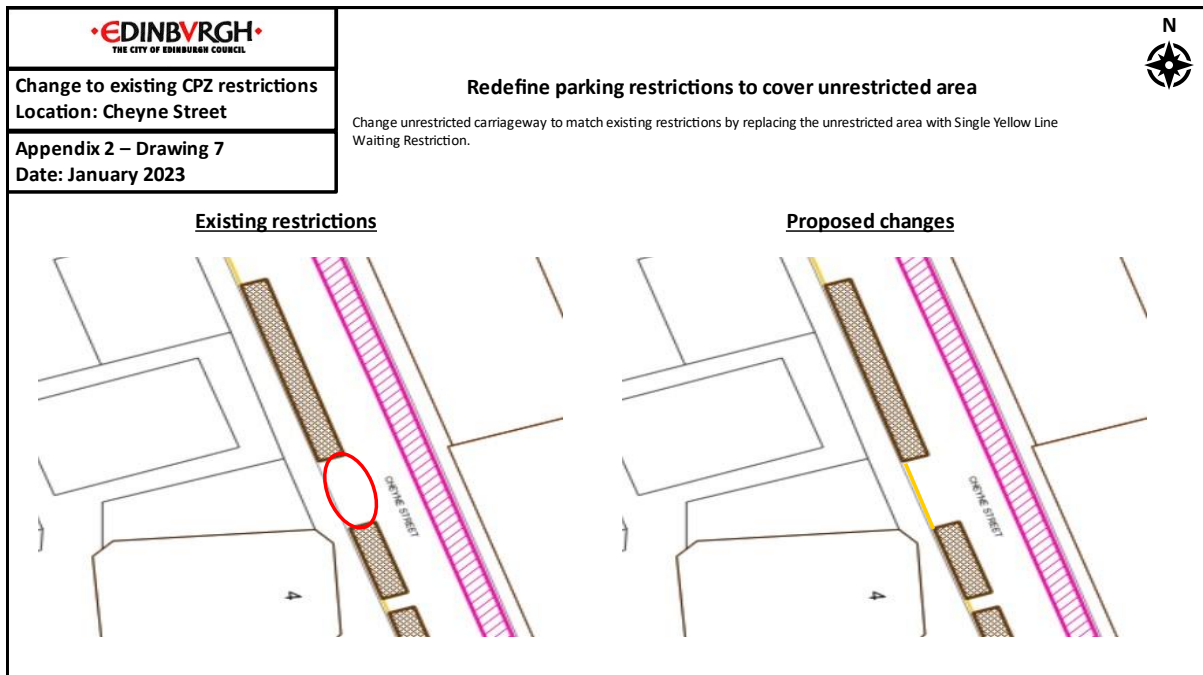 EDINBVRGH
THE CITY OF EDINBURGH COUNCIL
Change to existing CPZ restrictions
Location: Cheyne Street
Appendix 2 – Drawing 7
Date: January 2023
Redefine parking restrictions to cover unrestricted area
Change unrestricted carriageway to match existing restrictions by replacing the unrestricted area with Single Yellow Line
Waiting Restriction.
N
Existing restrictions
CHEYNE STREET
4
Proposed changes
CHEYNE STREET
4